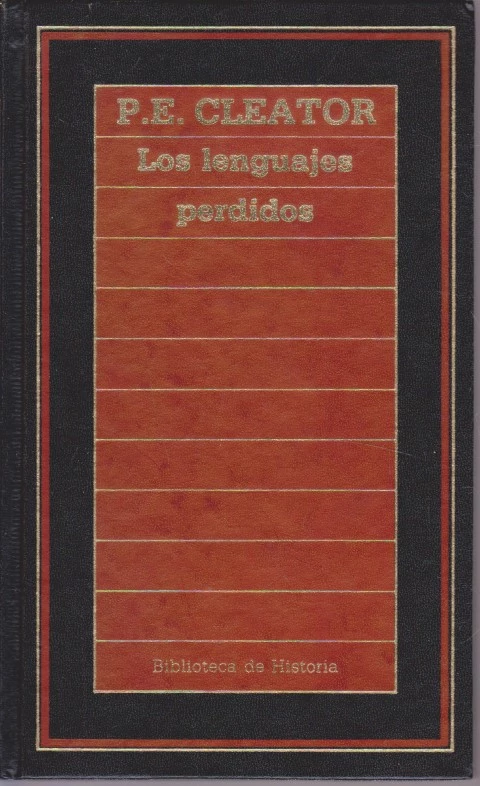 P.E. CLEATOR
Los lenguajes
perdidos
Biblioteca de Historia